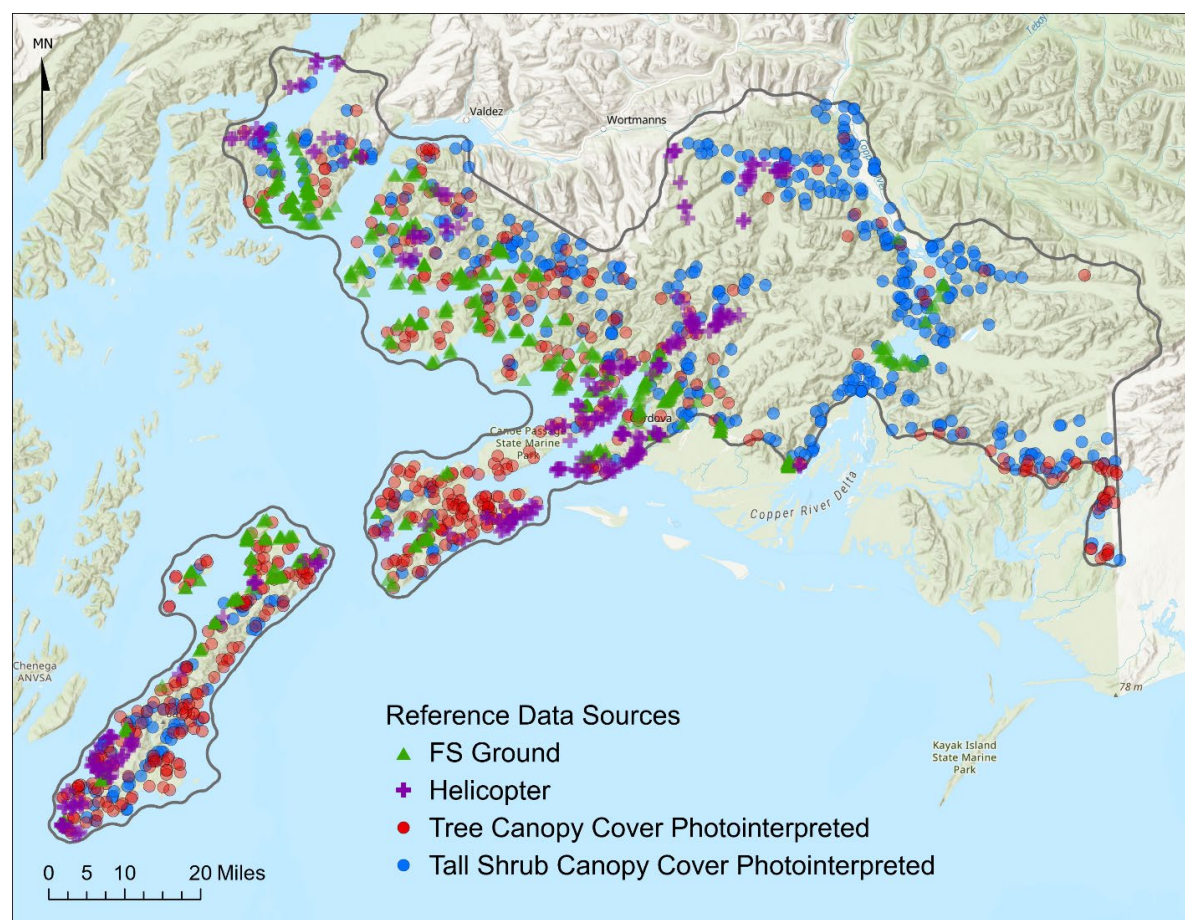 MN
Valdez
Wortmanns
Tebay
Copper
Cordova
Canoe Passage
State Marine
Park
Copper River Delta
Chenega
ANVSA
78 m
Kayak Island
State Marine
Park
Reference Data Sources
FS Ground
Helicopter
Tree Canopy Cover Photointerpreted
Tall Shrub Canopy Cover Photointerpreted
0 5 10 20 Miles